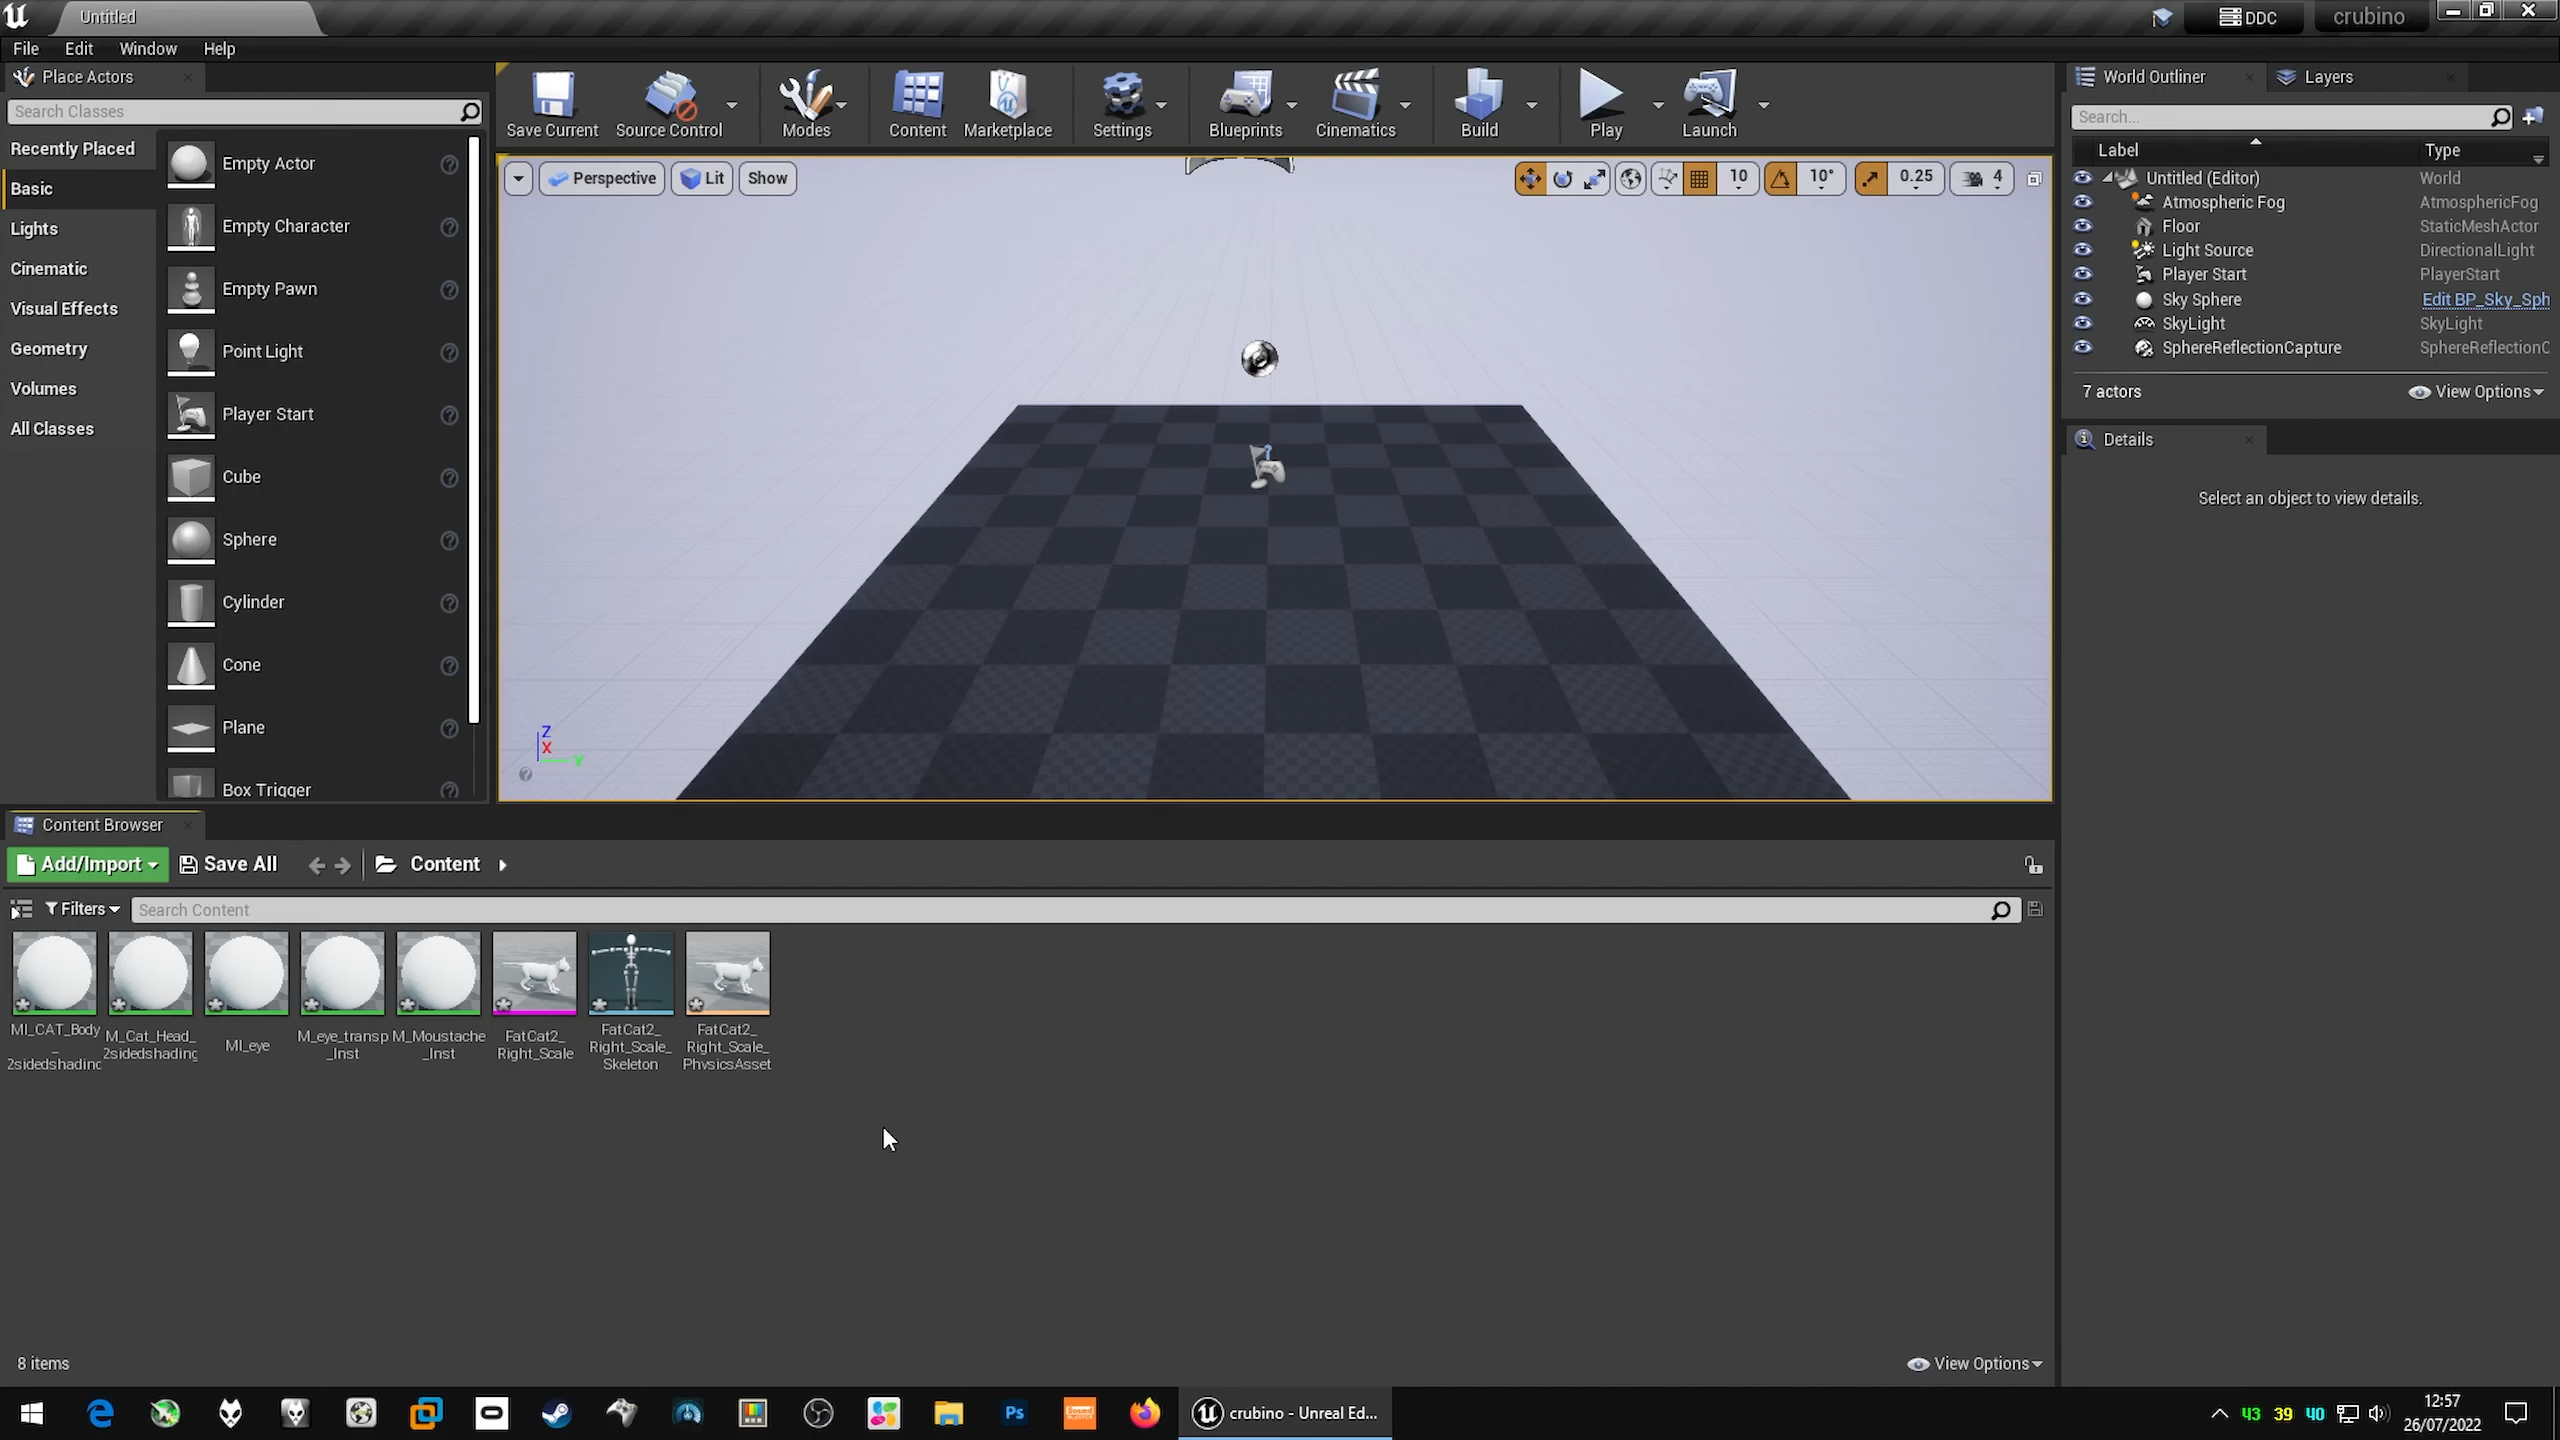 Untitled
DDC
crubino
File Edit Window Help
Place Actors
Search Classes
Recently Placed
Basic
Lights
Cinematic
Visual Effects
Geometry
Volumes
All Classes
Empty Actor
Empty Character
Empty Pawn
Point Light
Player Start
Cube
Sphere
Cylinder
Cone
Plane
Box Trigger
Save Current Source Control Modes Content Marketplace Settings Blueprints Cinematics Build Play Launch
Perspective Lit Show
10 10° 0.25 4
Z
X
Y
World Outliner Layers
Search...
Label Type
Untitled (Editor) World
Atmospheric Fog AtmosphericFog
Floor StaticMeshActor
Light Source DirectionalLight
Player Start PlayerStart
Sky Sphere Edit BP_Sky_Sph
SkyLight SkyLight
SphereReflectionCapture SphereReflectionC
7 actors View Options
Details
Select an object to view details.
Content Browser
Add/Import Save All Content
Filters Search Content
MI_CAT_Body
_
2sidedshading
M_Cat_Head_
2sidedshading
MI_eye
M_eye_transp
_Inst
M_Moustache
_Inst
FatCat2_
Right_Scale
FatCat2_
Right_Scale_
Skeleton
FatCat2_
Right_Scale_
PhysicsAsset
8 items View Options
Ps
crubino - Unreal Ed...
43 39 40
12:57
26/07/2022